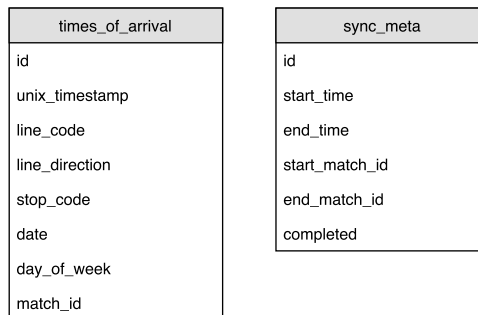 times_of_arrival
id
unix_timestamp
line_code
line_direction
stop_code
date
day_of_week
match_id
sync_meta
id
start_time
end_time
start_match_id
end_match_id
completed